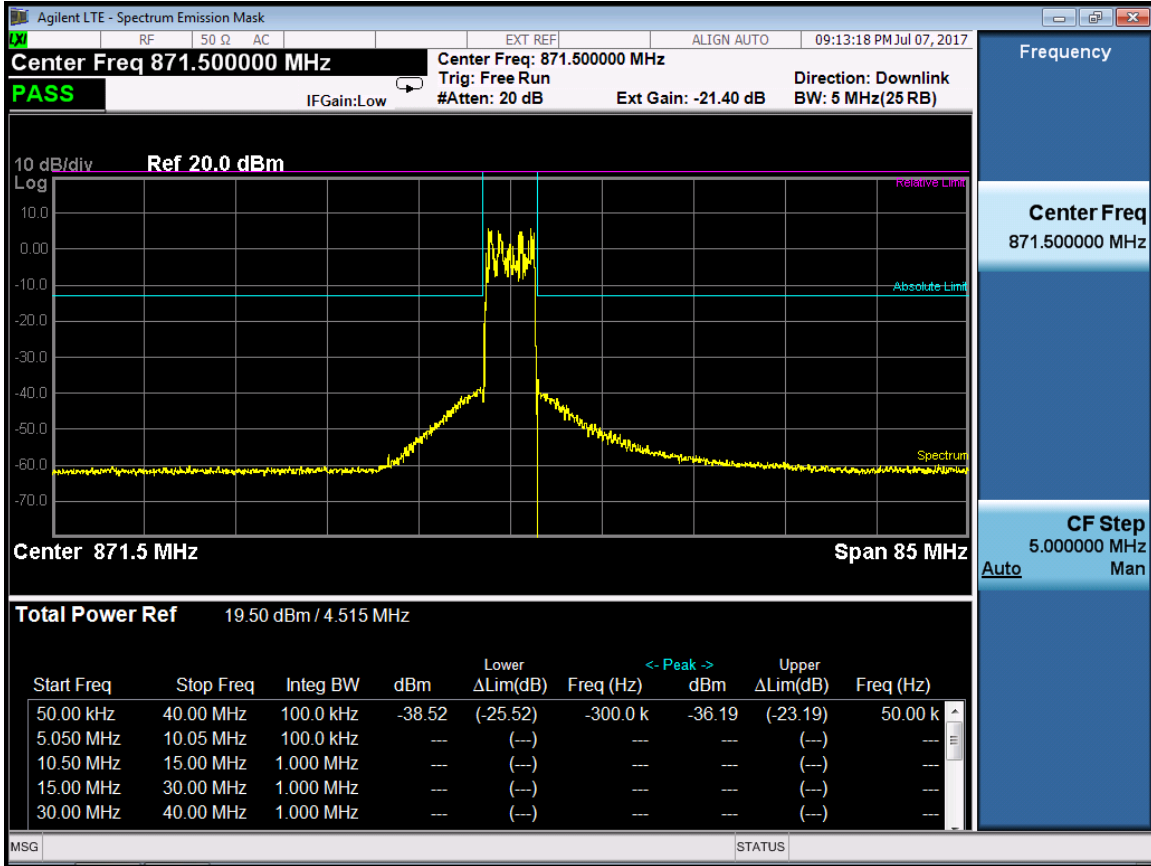 Agilent LTE - Spectrum Emission Mask
LXI RF 50 Ω AC EXT REF ALIGN AUTO 09:13:18 PM Jul 07, 2017
Center Freq 871.500000 MHz
PASS
IFGain:Low
Center Freq: 871.500000 MHz
Trig: Free Run
#Atten: 20 dB
Ext Gain: -21.40 dB
Direction: Downlink
BW: 5 MHz(25 RB)
Frequency
Center Freq
871.500000 MHz
CF Step
5.000000 MHz
Auto Man
10 dB/div Ref 20.0 dBm
Log
Relative Limit
10.0
0.00
-10.0
Absolute Limit
-20.0
-30.0
-40.0
-50.0
-60.0
Spectrum
-70.0
Center 871.5 MHz Span 85 MHz
Total Power Ref 19.50 dBm / 4.515 MHz
Lower <- Peak -> Upper
Start Freq Stop Freq Integ BW dBm ΔLim(dB) Freq (Hz) dBm ΔLim(dB) Freq (Hz)
50.00 kHz 40.00 MHz 100.0 kHz -38.52 (-25.52) -300.0 k -36.19 (-23.19) 50.00 k
5.050 MHz 10.05 MHz 100.0 kHz --- (---) --- --- (---) ---
10.50 MHz 15.00 MHz 1.000 MHz --- (---) --- --- (---) ---
15.00 MHz 30.00 MHz 1.000 MHz --- (---) --- --- (---) ---
30.00 MHz 40.00 MHz 1.000 MHz --- (---) --- --- (---) ---
MSG STATUS